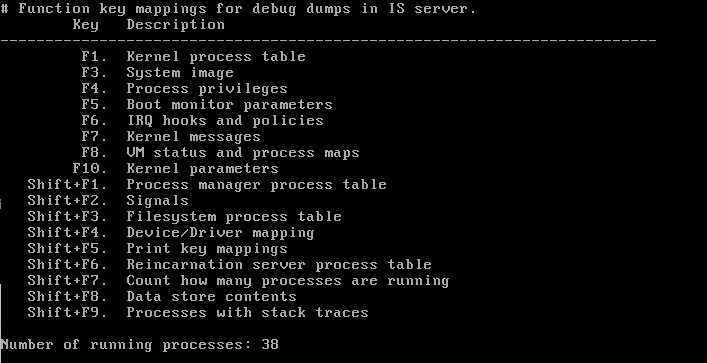 # Function key mappings for debug dumps in IS server.
        Key   Description
-------------------------------------------------------------------------
         F1.  Kernel process table
         F3.  System image
         F4.  Process privileges
         F5.  Boot monitor parameters
         F6.  IRQ hooks and policies
         F7.  Kernel messages
         F8.  VM status and process maps
        F10.  Kernel parameters
   Shift+F1.  Process manager process table
   Shift+F2.  Signals
   Shift+F3.  Filesystem process table
   Shift+F4.  Device/Driver mapping
   Shift+F5.  Print key mappings
   Shift+F6.  Reincarnation server process table
   Shift+F7.  Count how many processes are running
   Shift+F8.  Data store contents
   Shift+F9.  Processes with stack traces

Number of running processes: 38